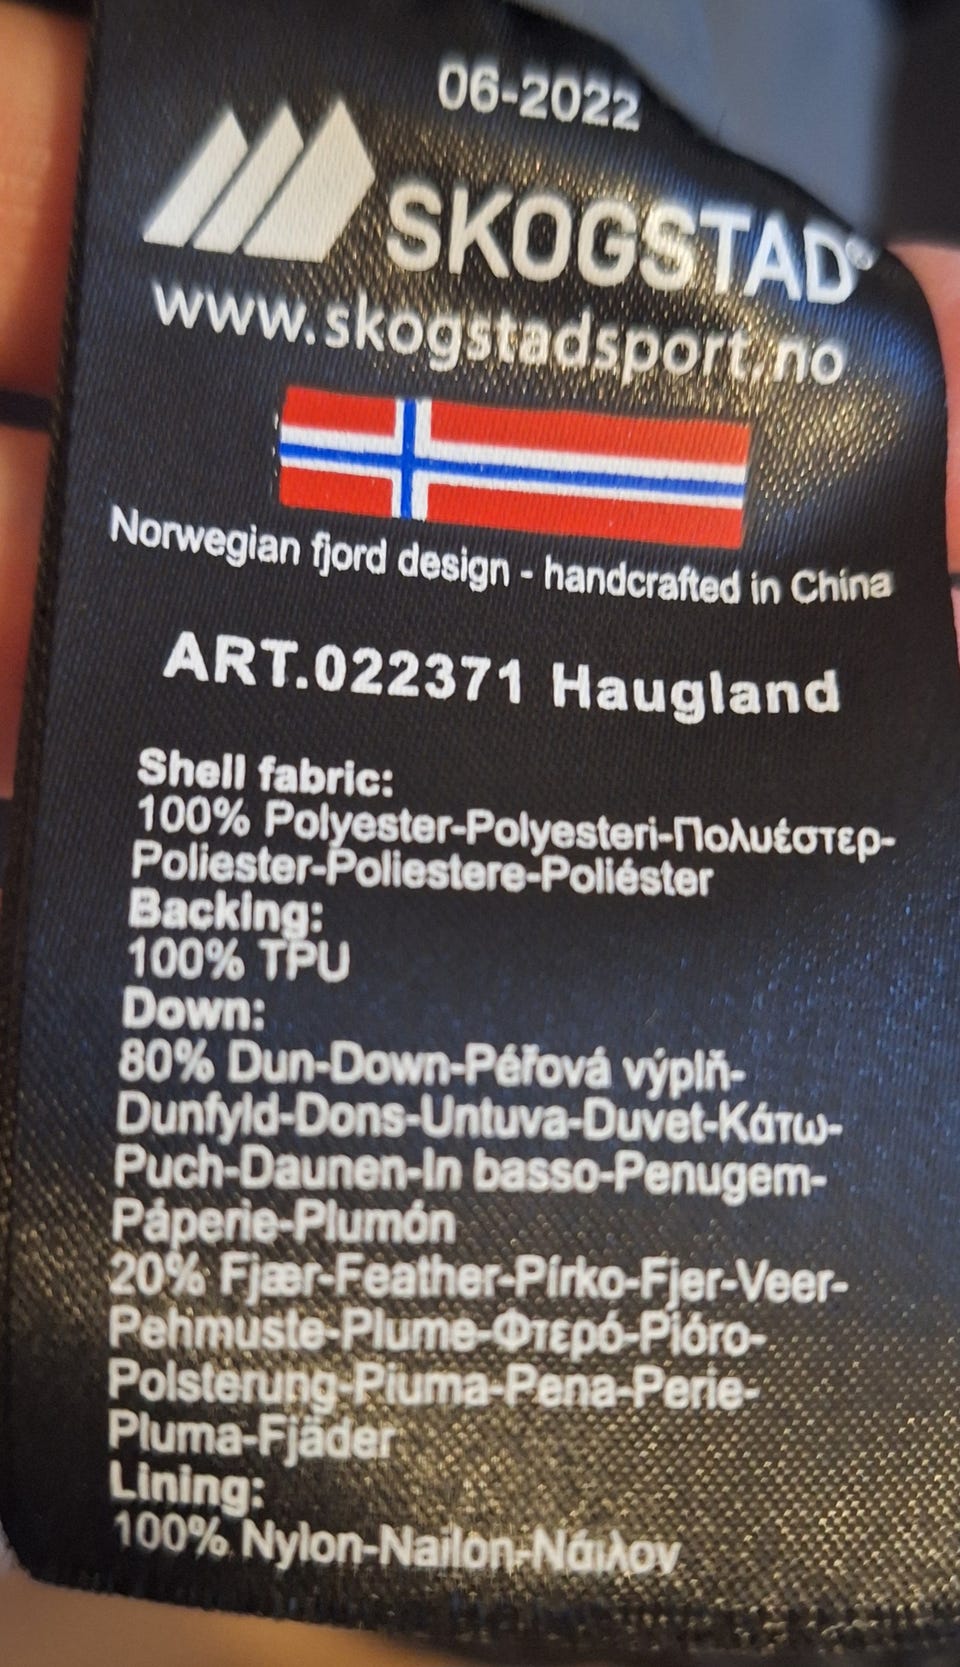 06-2022
SKOGSTAD®
www.skogstadsport.no
Norwegian fjord design - handcrafted in China
ART.022371 Haugland
Shell fabric:
100% Polyester-Polyesteri-Πολυέστερ-
Poliester-Poliestere-Poliéster
Backing:
100% TPU
Down:
80% Dun-Down-Péřová výplň-
Dunfyld-Dons-Untuva-Duvet-Κάτω-
Puch-Daunen-In basso-Penugem-
Páperie-Plumón
20% Fjær-Feather-Pírko-Fjer-Veer-
Pehmuste-Plume-Φτερό-Pióro-
Polsterung-Piuma-Pena-Perie-
Pluma-Fjäder
Lining:
100% Nylon-Nailon-Νάιλον